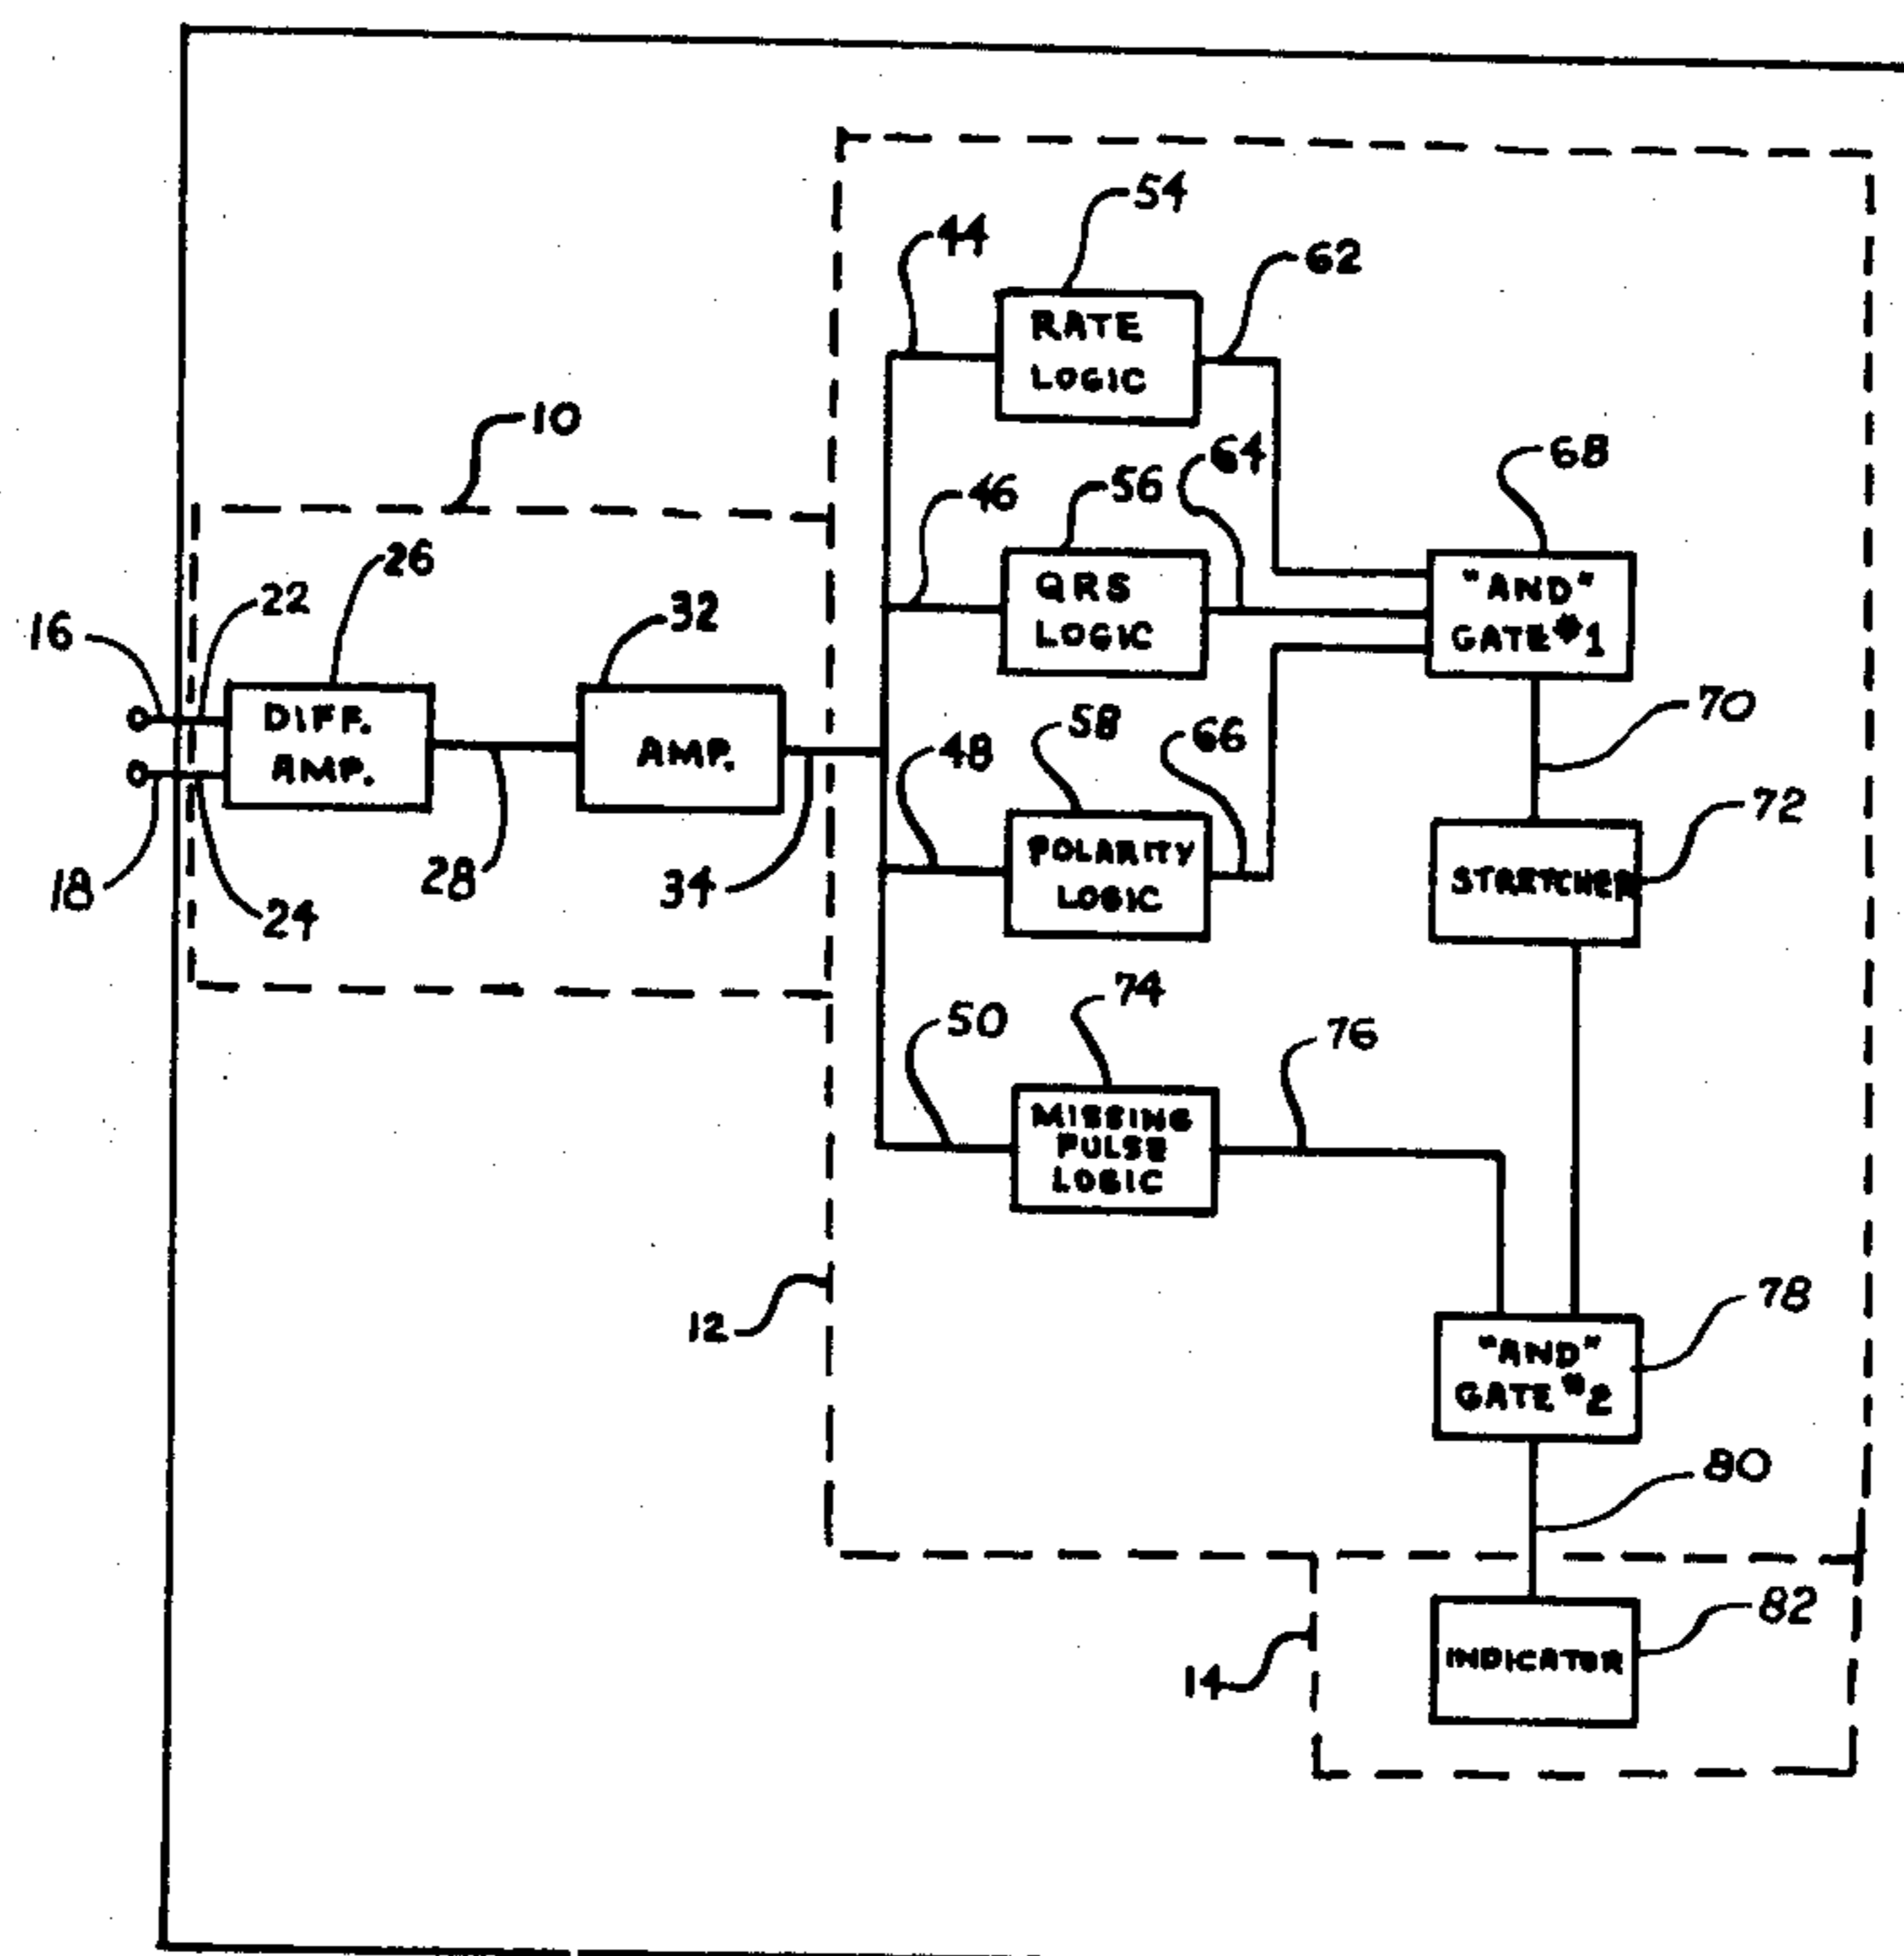 54
44
62
RATE
LOGIC
10
64
68
46
56
26
22
QRS
LOGIC
"AND"
GATE #1
16
32
DIFF.
AMP.
AMP.
58
66
70
48
72
POLARITY
LOGIC
STRETCHER
18
24
28
34
74
50
76
MISSING
PULSE
LOGIC
12
78
"AND"
GATE #2
80
82
14
INDICATOR